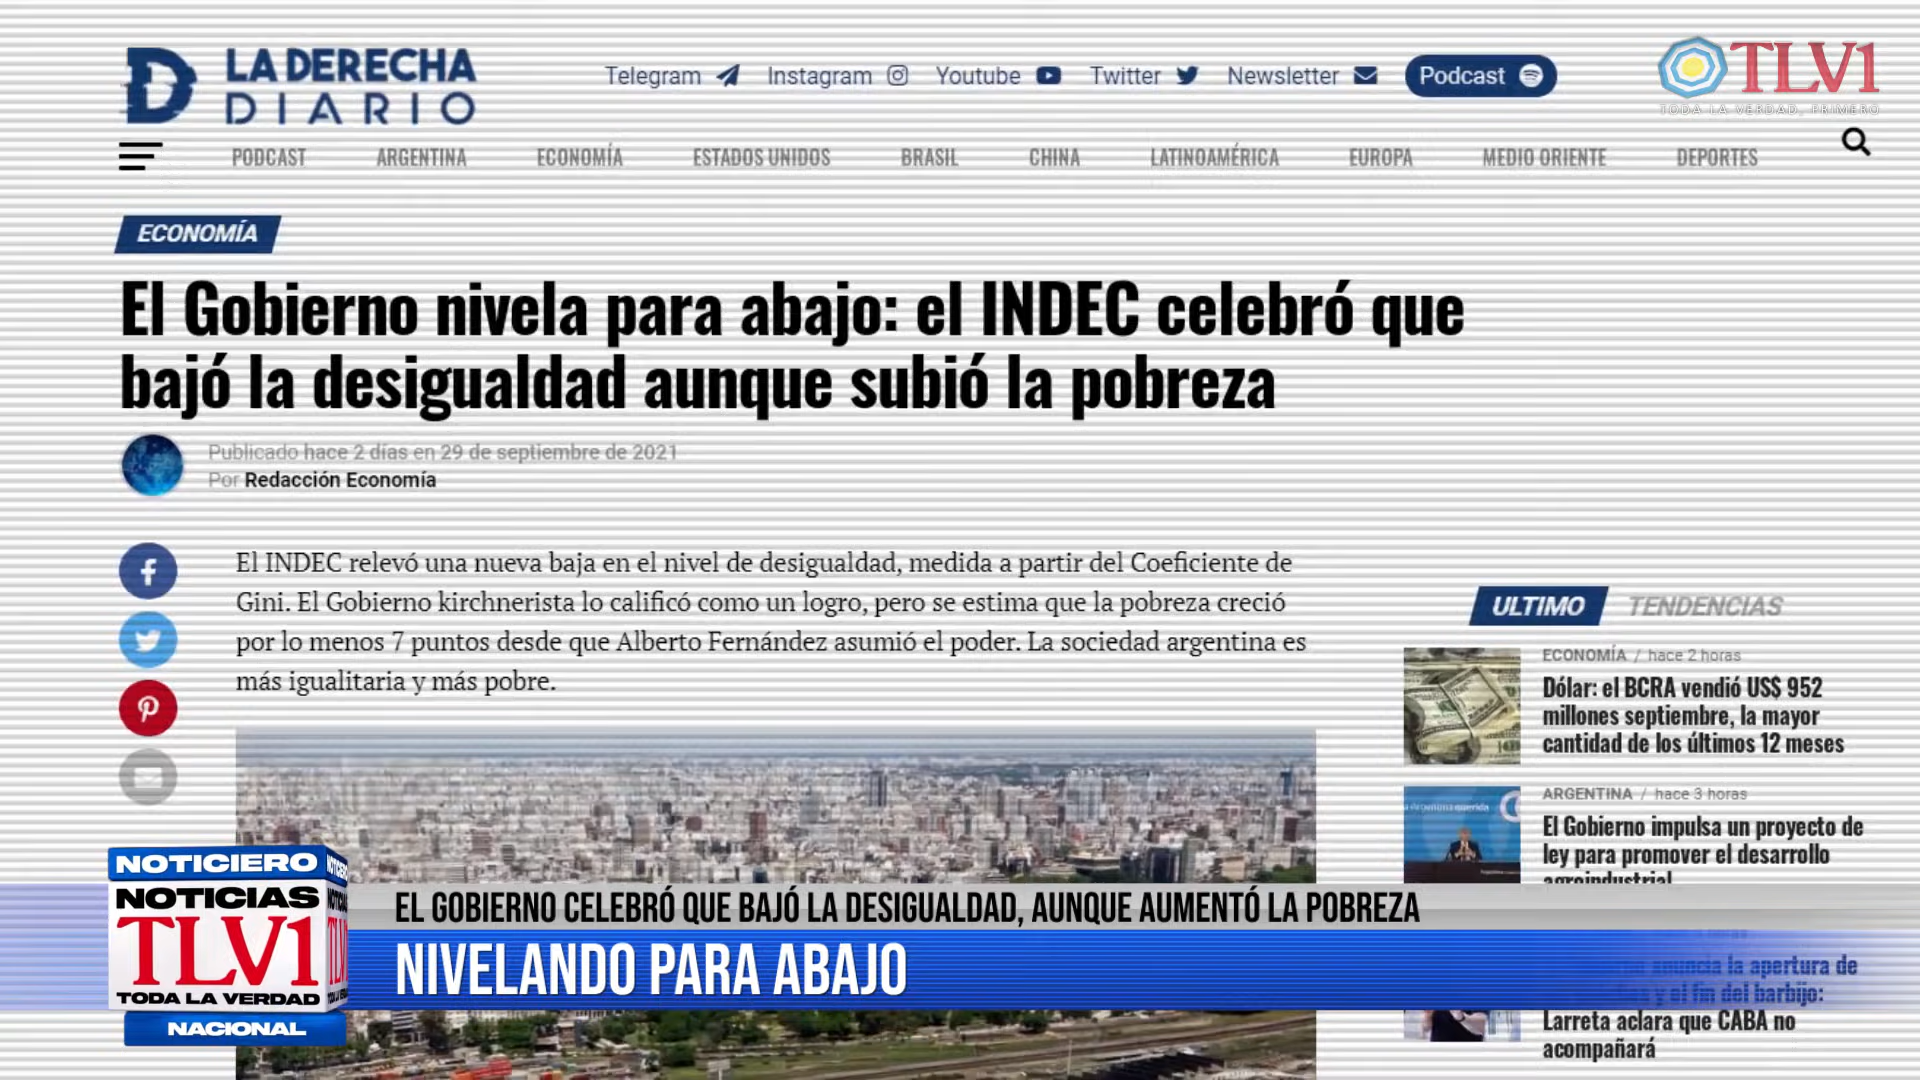 LA DERECHA
DIARIO
Telegram Instagram Youtube Twitter Newsletter Podcast
TLV1
TODA LA VERDAD, PRIMERO
PODCAST ARGENTINA ECONOMÍA ESTADOS UNIDOS BRASIL CHINA LATINOAMÉRICA EUROPA MEDIO ORIENTE DEPORTES
ECONOMÍA
El Gobierno nivela para abajo: el INDEC celebró que
bajó la desigualdad aunque subió la pobreza
Publicado hace 2 días en 29 de septiembre de 2021
Por Redacción Economía
El INDEC relevó una nueva baja en el nivel de desigualdad, medida a partir del Coeficiente de
Gini. El Gobierno kirchnerista lo calificó como un logro, pero se estima que la pobreza creció
por lo menos 7 puntos desde que Alberto Fernández asumió el poder. La sociedad argentina es
más igualitaria y más pobre.
ULTIMO TENDENCIAS
ECONOMÍA / hace 2 horas
Dólar: el BCRA vendió US$ 952
millones septiembre, la mayor
cantidad de los últimos 12 meses
ARGENTINA / hace 3 horas
El Gobierno impulsa un proyecto de
ley para promover el desarrollo
agroindustrial
anuncia la apertura de
y el fin del barbijo:
Larreta aclara que CABA no
acompañará
NOTICIERO
NOTICIAS
TLV1
TODA LA VERDAD
NACIONAL
EL GOBIERNO CELEBRÓ QUE BAJÓ LA DESIGUALDAD, AUNQUE AUMENTÓ LA POBREZA
NIVELANDO PARA ABAJO